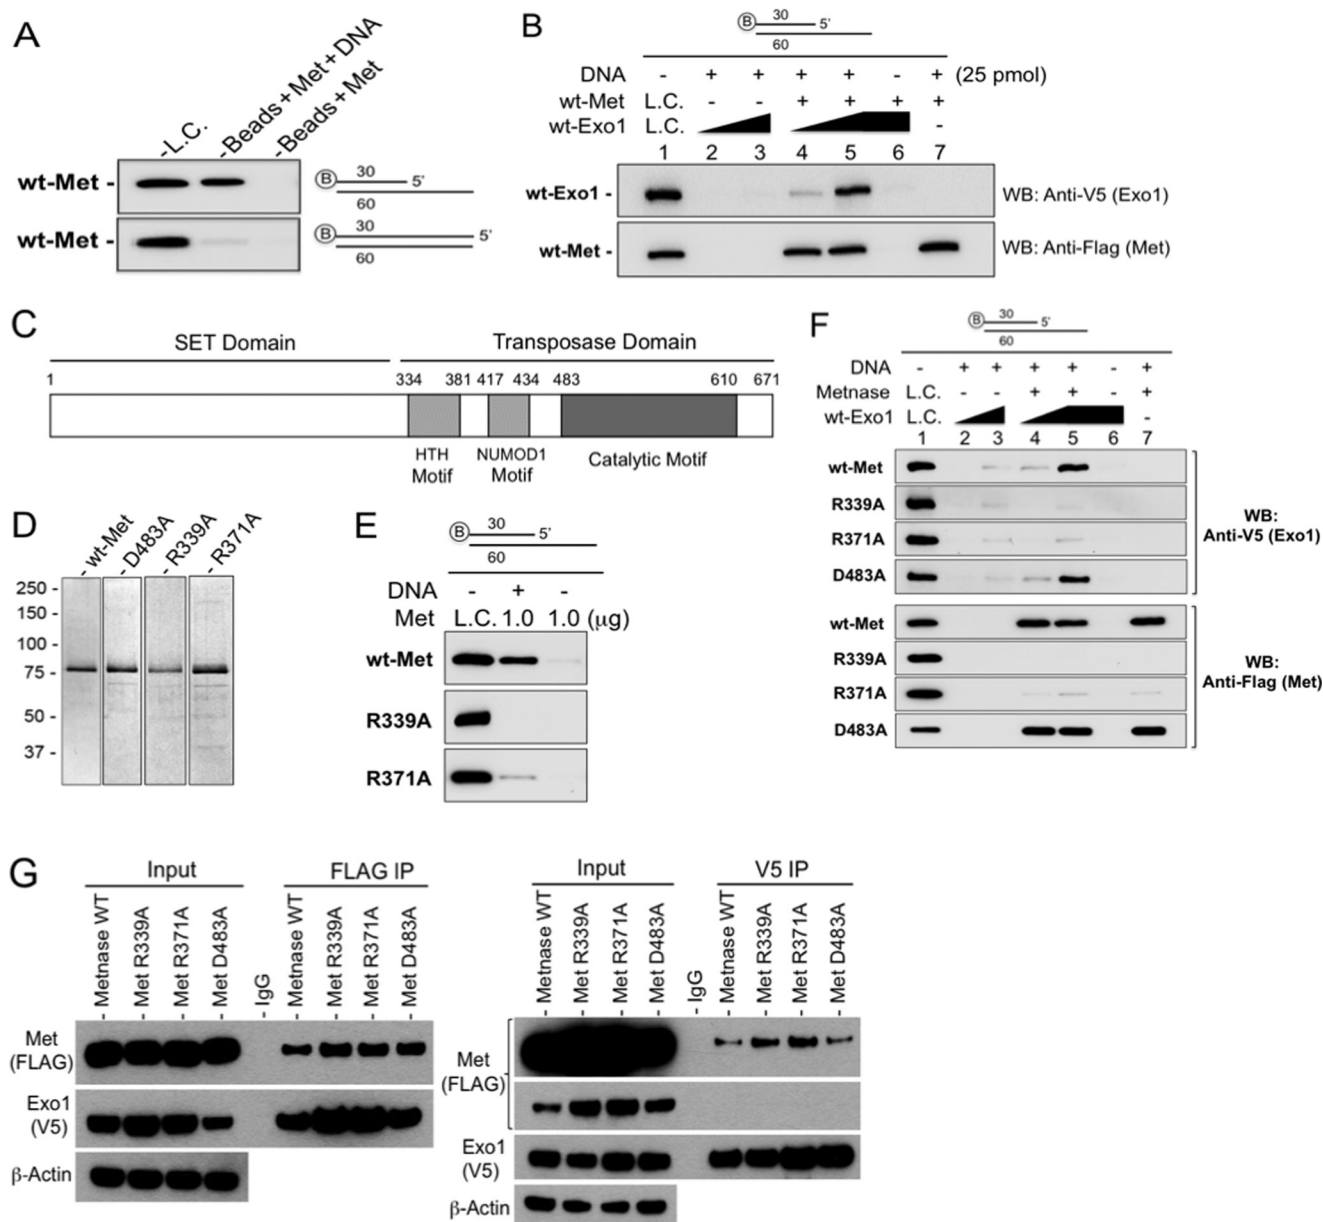 A
-L.C.
-Beads + Met + DNA
-Beads + Met
wt-Met -
B 30 5'
60
wt-Met -
B 30 5'
60
B
B 30 5'
60
DNA - + + + + - + (25 pmol)
wt-Met L.C. - - + + + +
wt-Exo1 L.C. -
1 2 3 4 5 6 7
wt-Exo1 - WB: Anti-V5 (Exo1)
wt-Met - WB: Anti-Flag (Met)
C
SET Domain Transposase Domain
1 334 381 417 434 483 610 671
HTH Motif
NUMOD1 Motif
Catalytic Motif
D
- wt-Met
- D483A
- R339A
- R371A
250 -
150 -
100 -
75 -
50 -
37 -
E
B 30 5'
60
DNA - + -
Met L.C. 1.0 1.0 (μg)
wt-Met
R339A
R371A
F
B 30 5'
60
DNA - + + + + - +
Metnase L.C. - - + + - +
wt-Exo1 L.C. -
1 2 3 4 5 6 7
wt-Met
R339A
R371A
D483A
WB:
Anti-V5 (Exo1)
wt-Met
R339A
R371A
D483A
WB:
Anti-Flag (Met)
G
Input FLAG IP
- Metnase WT
- Met R339A
- Met R371A
- Met D483A
- IgG
- Metnase WT
- Met R339A
- Met R371A
- Met D483A
Met
(FLAG)
Exo1
(V5)
β-Actin
Input V5 IP
- Metnase WT
- Met R339A
- Met R371A
- Met D483A
- IgG
- Metnase WT
- Met R339A
- Met R371A
- Met D483A
Met
(FLAG)
Exo1
(V5)
β-Actin